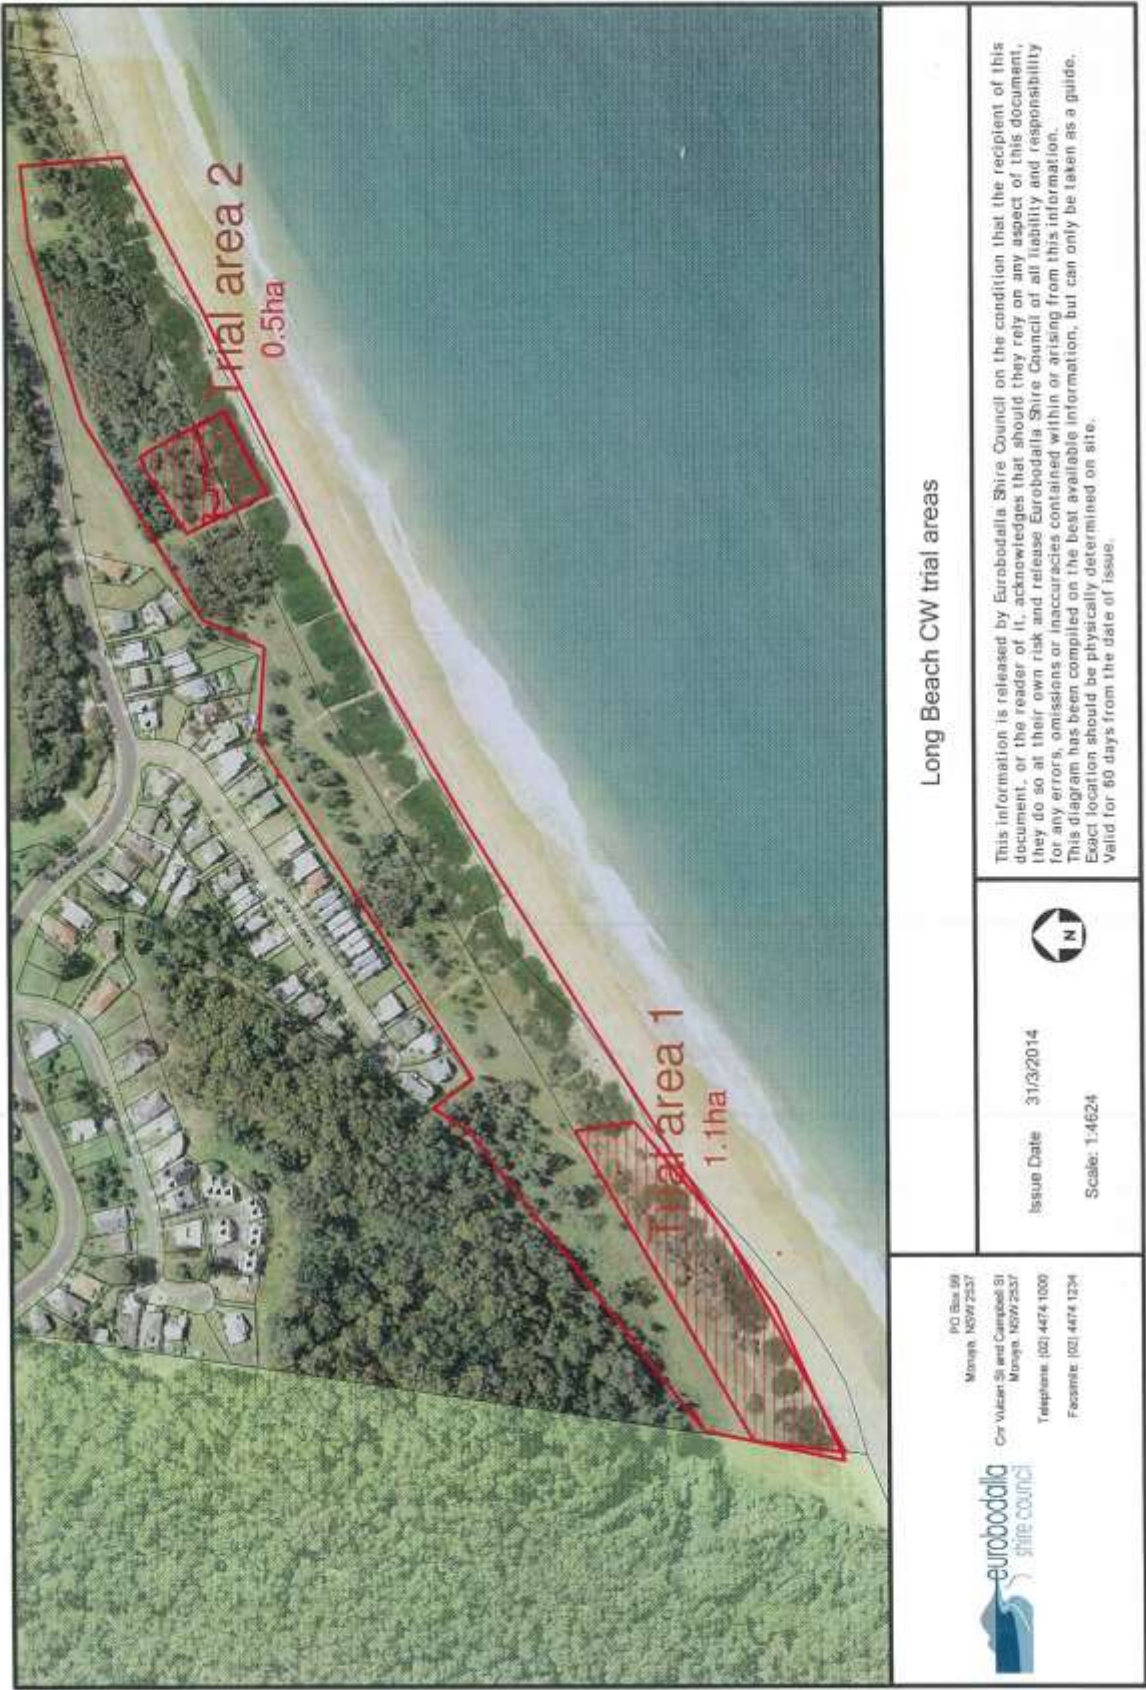 Trial area 2
0.5ha
Trial area 1
1.1ha
Long Beach CW trial areas
eurobodalla
shire council
PO Box 99
Moruya, NSW 2537
Cnr Vulcan St and Campbell St
Moruya, NSW 2537
Telephone: (02) 4474 1000
Facsimile: (02) 4474 1234
Issue Date 31/3/2014
Scale: 1:4624
N
This information is released by Eurobodalla Shire Council on the condition that the recipient of this
document, or the reader of it, acknowledges that should they rely on any aspect of this document,
they do so at their own risk and release Eurobodalla Shire Council of all liability and responsibility
for any errors, omissions or inaccuracies contained within or arising from this information.
This diagram has been compiled on the best available information, but can only be taken as a guide.
Exact location should be physically determined on site.
Valid for 60 days from the date of issue.